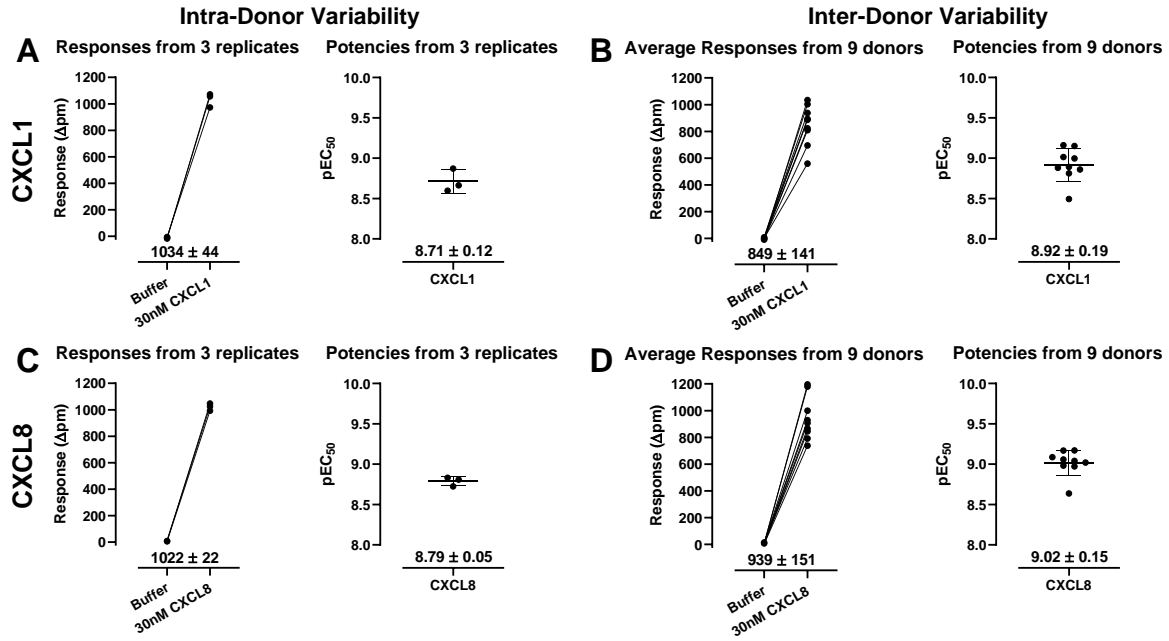 Intra-Donor Variability
Inter-Donor Variability
A
Responses from 3 replicates
Potencies from 3 replicates
B
Average Responses from 9 donors
Potencies from 9 donors
CXCL1
Response (Δpm)
1200
1000
800
600
400
200
0
1034 ± 44
Buffer
30nM CXCL1
pEC50
10.0
9.5
9.0
8.5
8.0
8.71 ± 0.12
CXCL1
Response (Δpm)
1200
1000
800
600
400
200
0
849 ± 141
Buffer
30nM CXCL1
pEC50
10.0
9.5
9.0
8.5
8.0
8.92 ± 0.19
CXCL1
C
Responses from 3 replicates
Potencies from 3 replicates
D
Average Responses from 9 donors
Potencies from 9 donors
CXCL8
Response (Δpm)
1200
1000
800
600
400
200
0
1022 ± 22
Buffer
30nM CXCL8
pEC50
10.0
9.5
9.0
8.5
8.0
8.79 ± 0.05
CXCL8
Response (Δpm)
1200
1000
800
600
400
200
0
939 ± 151
Buffer
30nM CXCL8
pEC50
10.0
9.5
9.0
8.5
8.0
9.02 ± 0.15
CXCL8